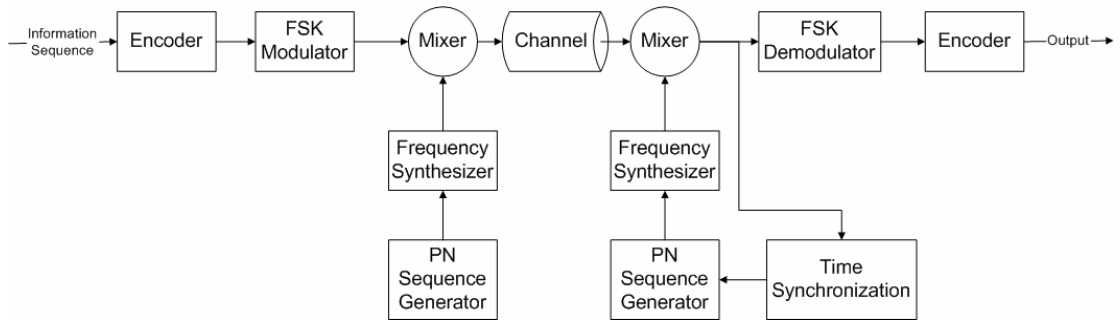 Information
Sequence
Encoder
FSK
Modulator
Mixer
Channel
Mixer
FSK
Demodulator
Encoder
Output
Frequency
Synthesizer
Frequency
Synthesizer
PN
Sequence
Generator
PN
Sequence
Generator
Time
Synchronization